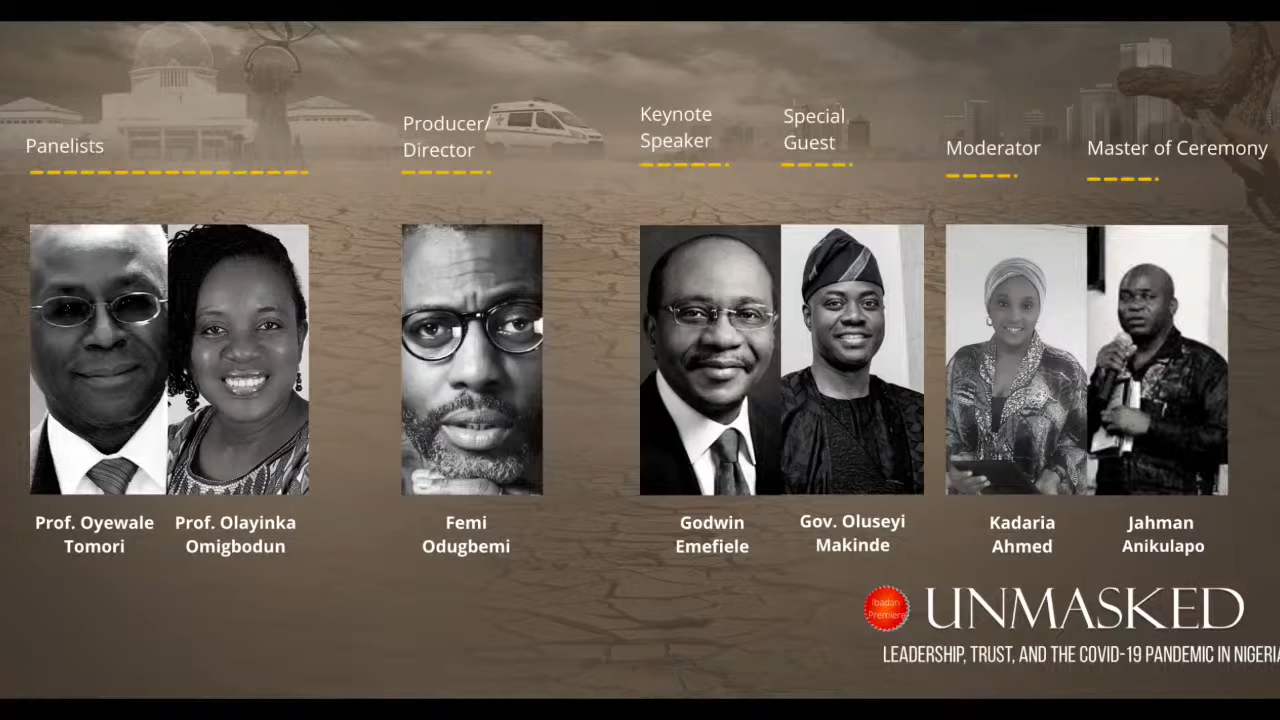 Panelists
Producer/
Director
Keynote
Speaker
Special
Guest
Moderator
Master of Ceremony
Prof. Oyewale
Tomori
Prof. Olayinka
Omigbodun
Femi
Odugbemi
Godwin
Emefiele
Gov. Oluseyi
Makinde
Kadaria
Ahmed
Jahman
Anikulapo
Ibadan
Premiere
UNMASKED
LEADERSHIP, TRUST, AND THE COVID-19 PANDEMIC IN NIGERIA